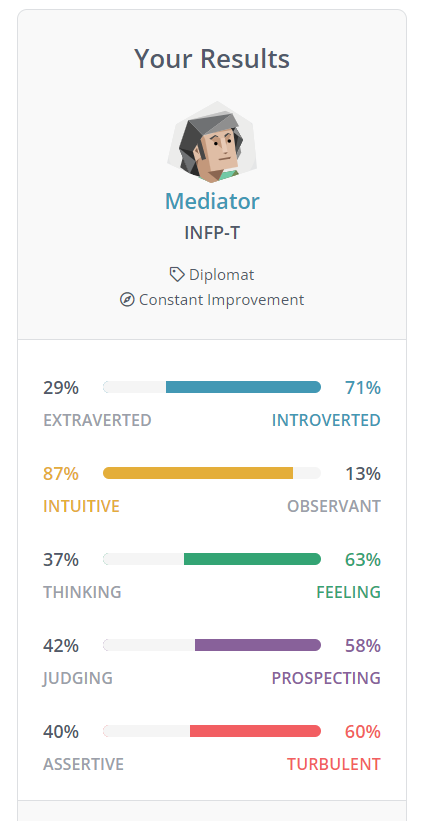 Your Results
Mediator
INFP-T
Diplomat
Constant Improvement
29% 71%
EXTRAVERTED INTROVERTED
87% 13%
INTUITIVE OBSERVANT
37% 63%
THINKING FEELING
42% 58%
JUDGING PROSPECTING
40% 60%
ASSERTIVE TURBULENT